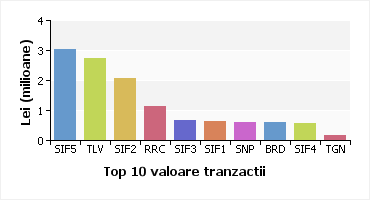 4
3
2
1
0
Lei (milioane)
SIF5 TLV SIF2 RRC SIF3 SIF1 SNP BRD SIF4 TGN
Top 10 valoare tranzactii